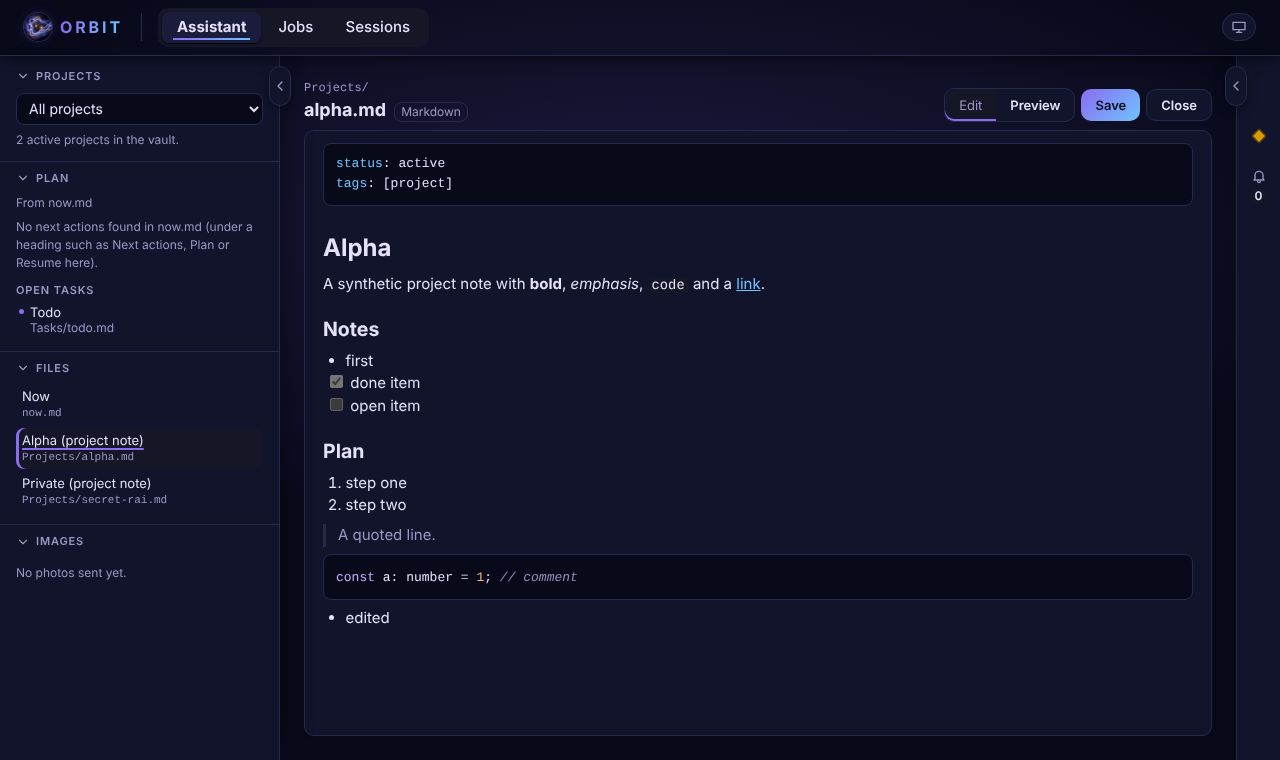 ORBIT
Assistant
Jobs
Sessions
PROJECTS
All projects
2 active projects in the vault.
PLAN
From now.md
No next actions found in now.md (under a
heading such as Next actions, Plan or
Resume here).
OPEN TASKS
Todo
Tasks/todo.md
FILES
Now
now.md
Alpha (project note)
Projects/alpha.md
Private (project note)
Projects/secret-rai.md
IMAGES
No photos sent yet.
Projects/
alpha.md Markdown
Edit Preview Save Close
status: active
tags: [project]
Alpha
A synthetic project note with bold, emphasis, code and a link.
Notes
• first
done item
open item
Plan
1. step one
2. step two
A quoted line.
const a: number = 1; // comment
• edited
0